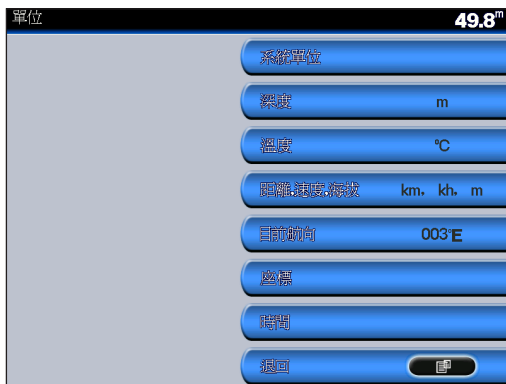 單位 49.8m
系統單位
深度 m
溫度 °C
距離,速度,海拔 km, kh, m
目前航向 003°E
座標
時間
退回